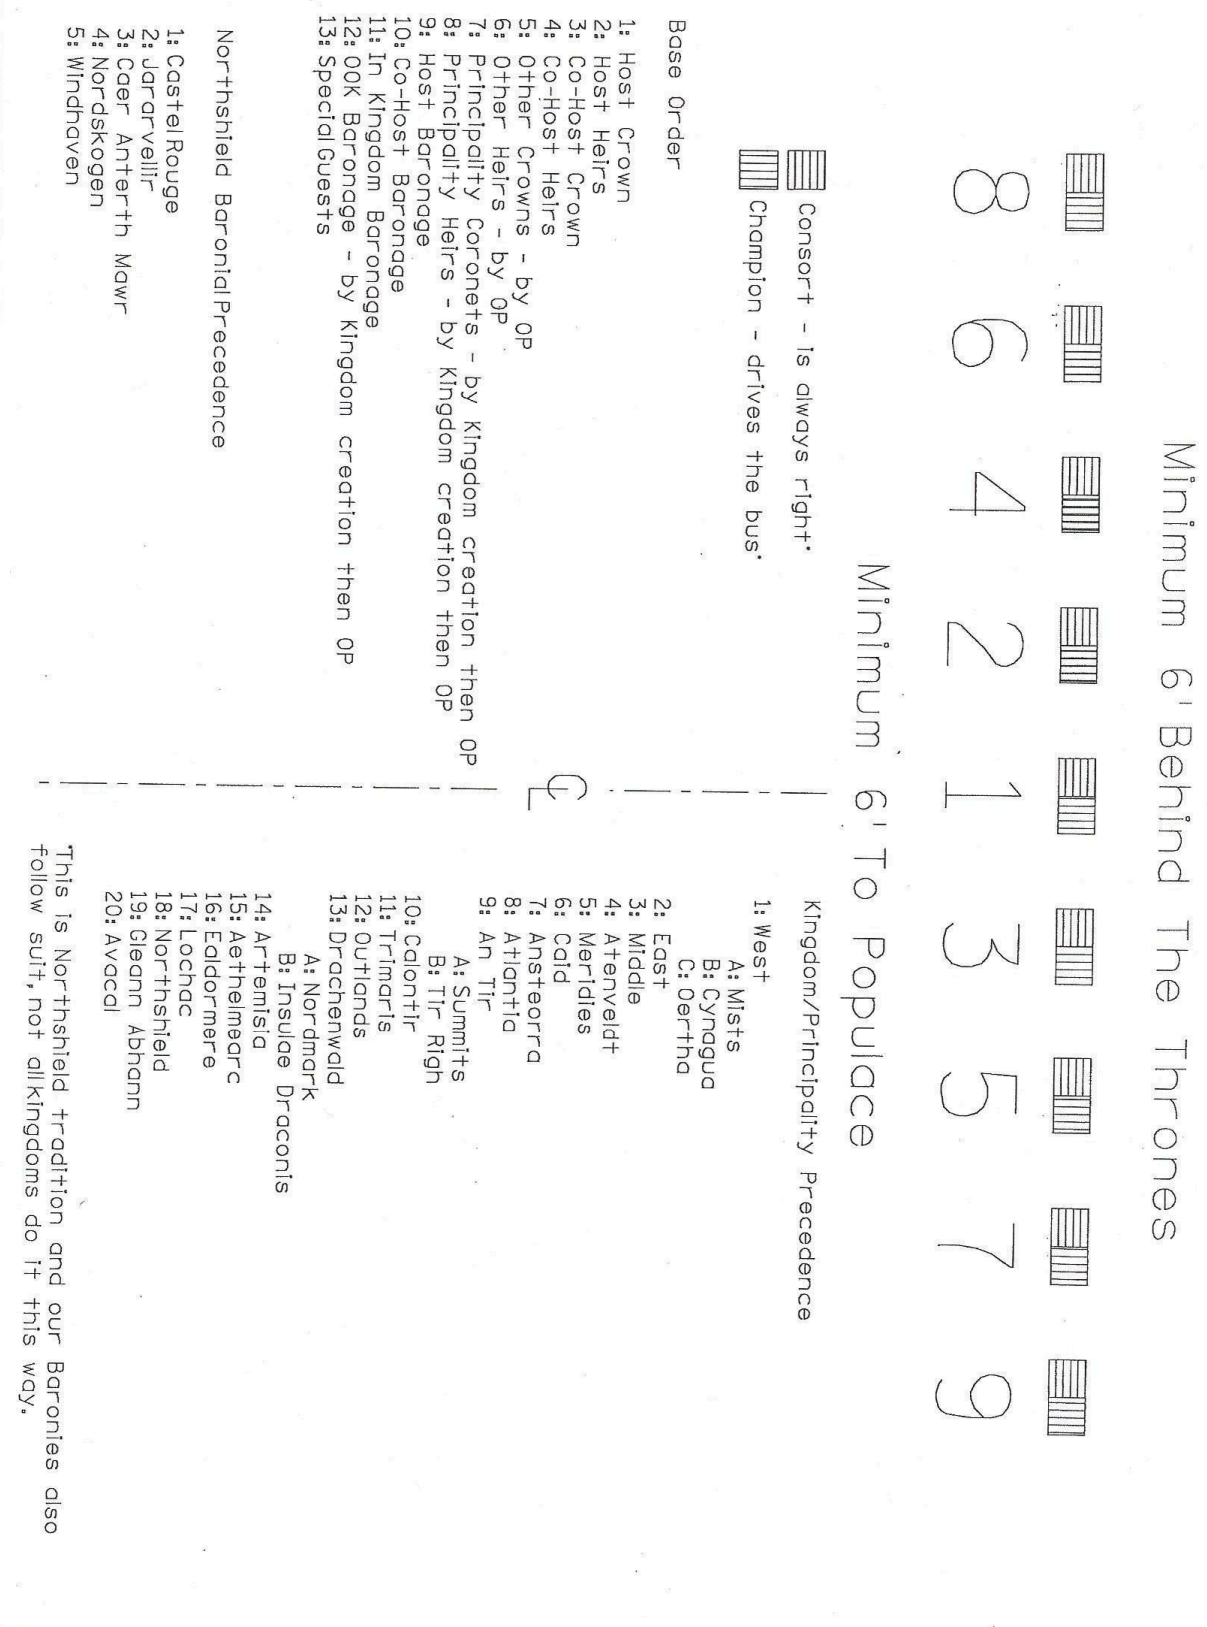 Minimum 6' Behind The Thrones
8 6 4 2 1 3 5 7 9
Minimum 6' To Populace
Consort - is always right*
Champion - drives the bus*
Base Order
1: Host Crown
2: Host Heirs
3: Co-Host Crown
4: Co-Host Heirs
5: Other Crowns - by OP
6: Other Heirs - by OP
7: Principality Coronets - by Kingdom creation then OP
8: Principality Heirs - by Kingdom creation then OP
9: Host Baronage
10: Co-Host Baronage
11: In Kingdom Baronage
12: OOK Baronage - by Kingdom creation then OP
13: Special Guests
Northshield Baronial Precedence
1: Castel Rouge
2: Jararvellir
3: Caer Anterth Mawr
4: Nordskogen
5: Windhaven
CL
Kingdom/Principality Precedence
1: West
A: Mists
B: Cynagua
C: Oertha
2: East
3: Middle
4: Atenveldt
5: Meridies
6: Caid
7: Ansteorra
8: Atlantia
9: An Tir
A: Summits
B: Tir Righ
10: Calontir
11: Trimaris
12: Outlands
13: Drachenwald
A: Nordmark
B: Insulae Draconis
14: Artemisia
15: Aethelmearc
16: Ealdormere
17: Lochac
18: Northshield
19: Gleann Abhann
20: Avacal
*This is Northshield tradition and our Baronies also
follow suit, not all kingdoms do it this way.